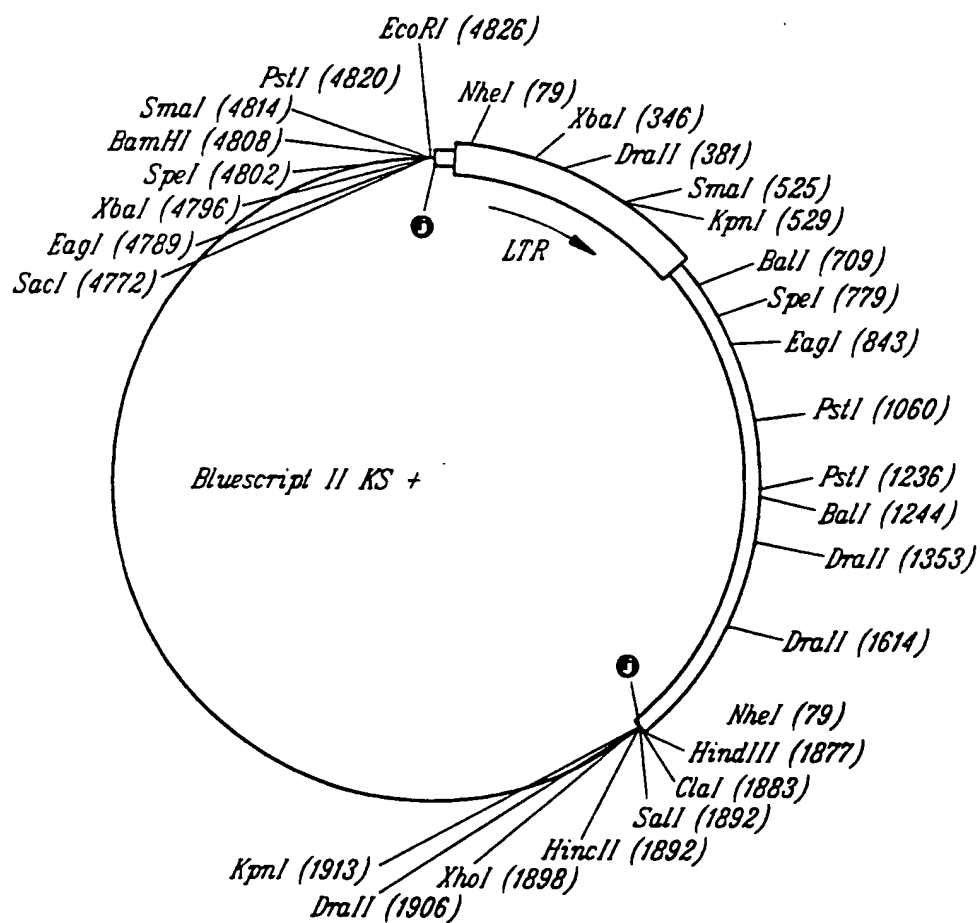 EcoRI (4826)
PstI (4820)
SmaI (4814)
BamHI (4808)
SpeI (4802)
XbaI (4796)
EagI (4789)
SacI (4772)
NheI (79)
XbaI (346)
DraII (381)
SmaI (525)
KpnI (529)
j
LTR
BalI (709)
SpeI (779)
EagI (843)
PstI (1060)
Bluescript II KS +
PstI (1236)
BalI (1244)
DraII (1353)
DraII (1614)
j
NheI (79)
HindIII (1877)
ClaI (1883)
SalI (1892)
HincII (1892)
XhoI (1898)
DraII (1906)
KpnI (1913)